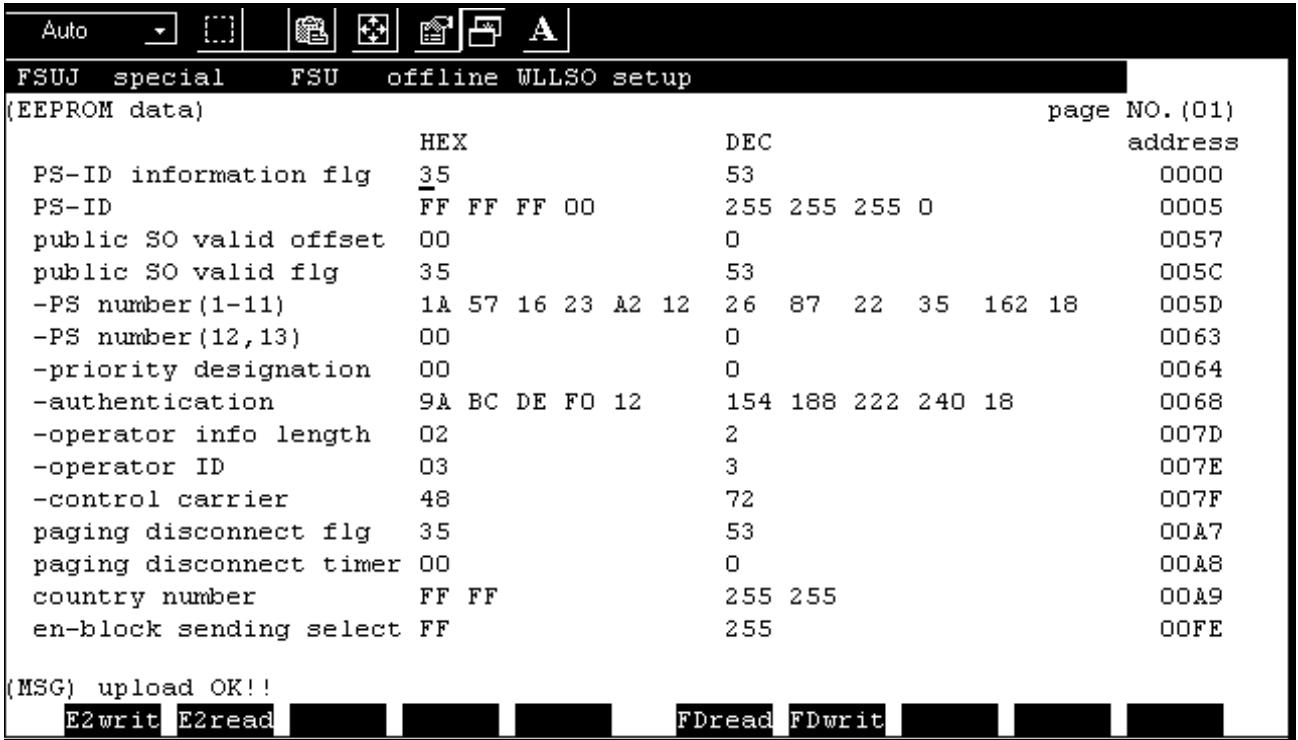 Auto A
FSUJ special FSU offline WLLSO setup
(EEPROM data) page NO.(01)
HEX DEC address
PS-ID information flg 35 53 0000
PS-ID FF FF FF 00 255 255 255 0 0005
public SO valid offset 00 0 0057
public SO valid flg 35 53 005C
-PS number(1-11) 1A 57 16 23 A2 12 26 87 22 35 162 18 005D
-PS number(12,13) 00 0 0063
-priority designation 00 0 0064
-authentication 9A BC DE F0 12 154 188 222 240 18 0068
-operator info length 02 2 007D
-operator ID 03 3 007E
-control carrier 48 72 007F
paging disconnect flg 35 53 00A7
paging disconnect timer 00 0 00A8
country number FF FF 255 255 00A9
en-block sending select FF 255 00FE
(MSG) upload OK!!
E2writ E2read FDread FDwrit